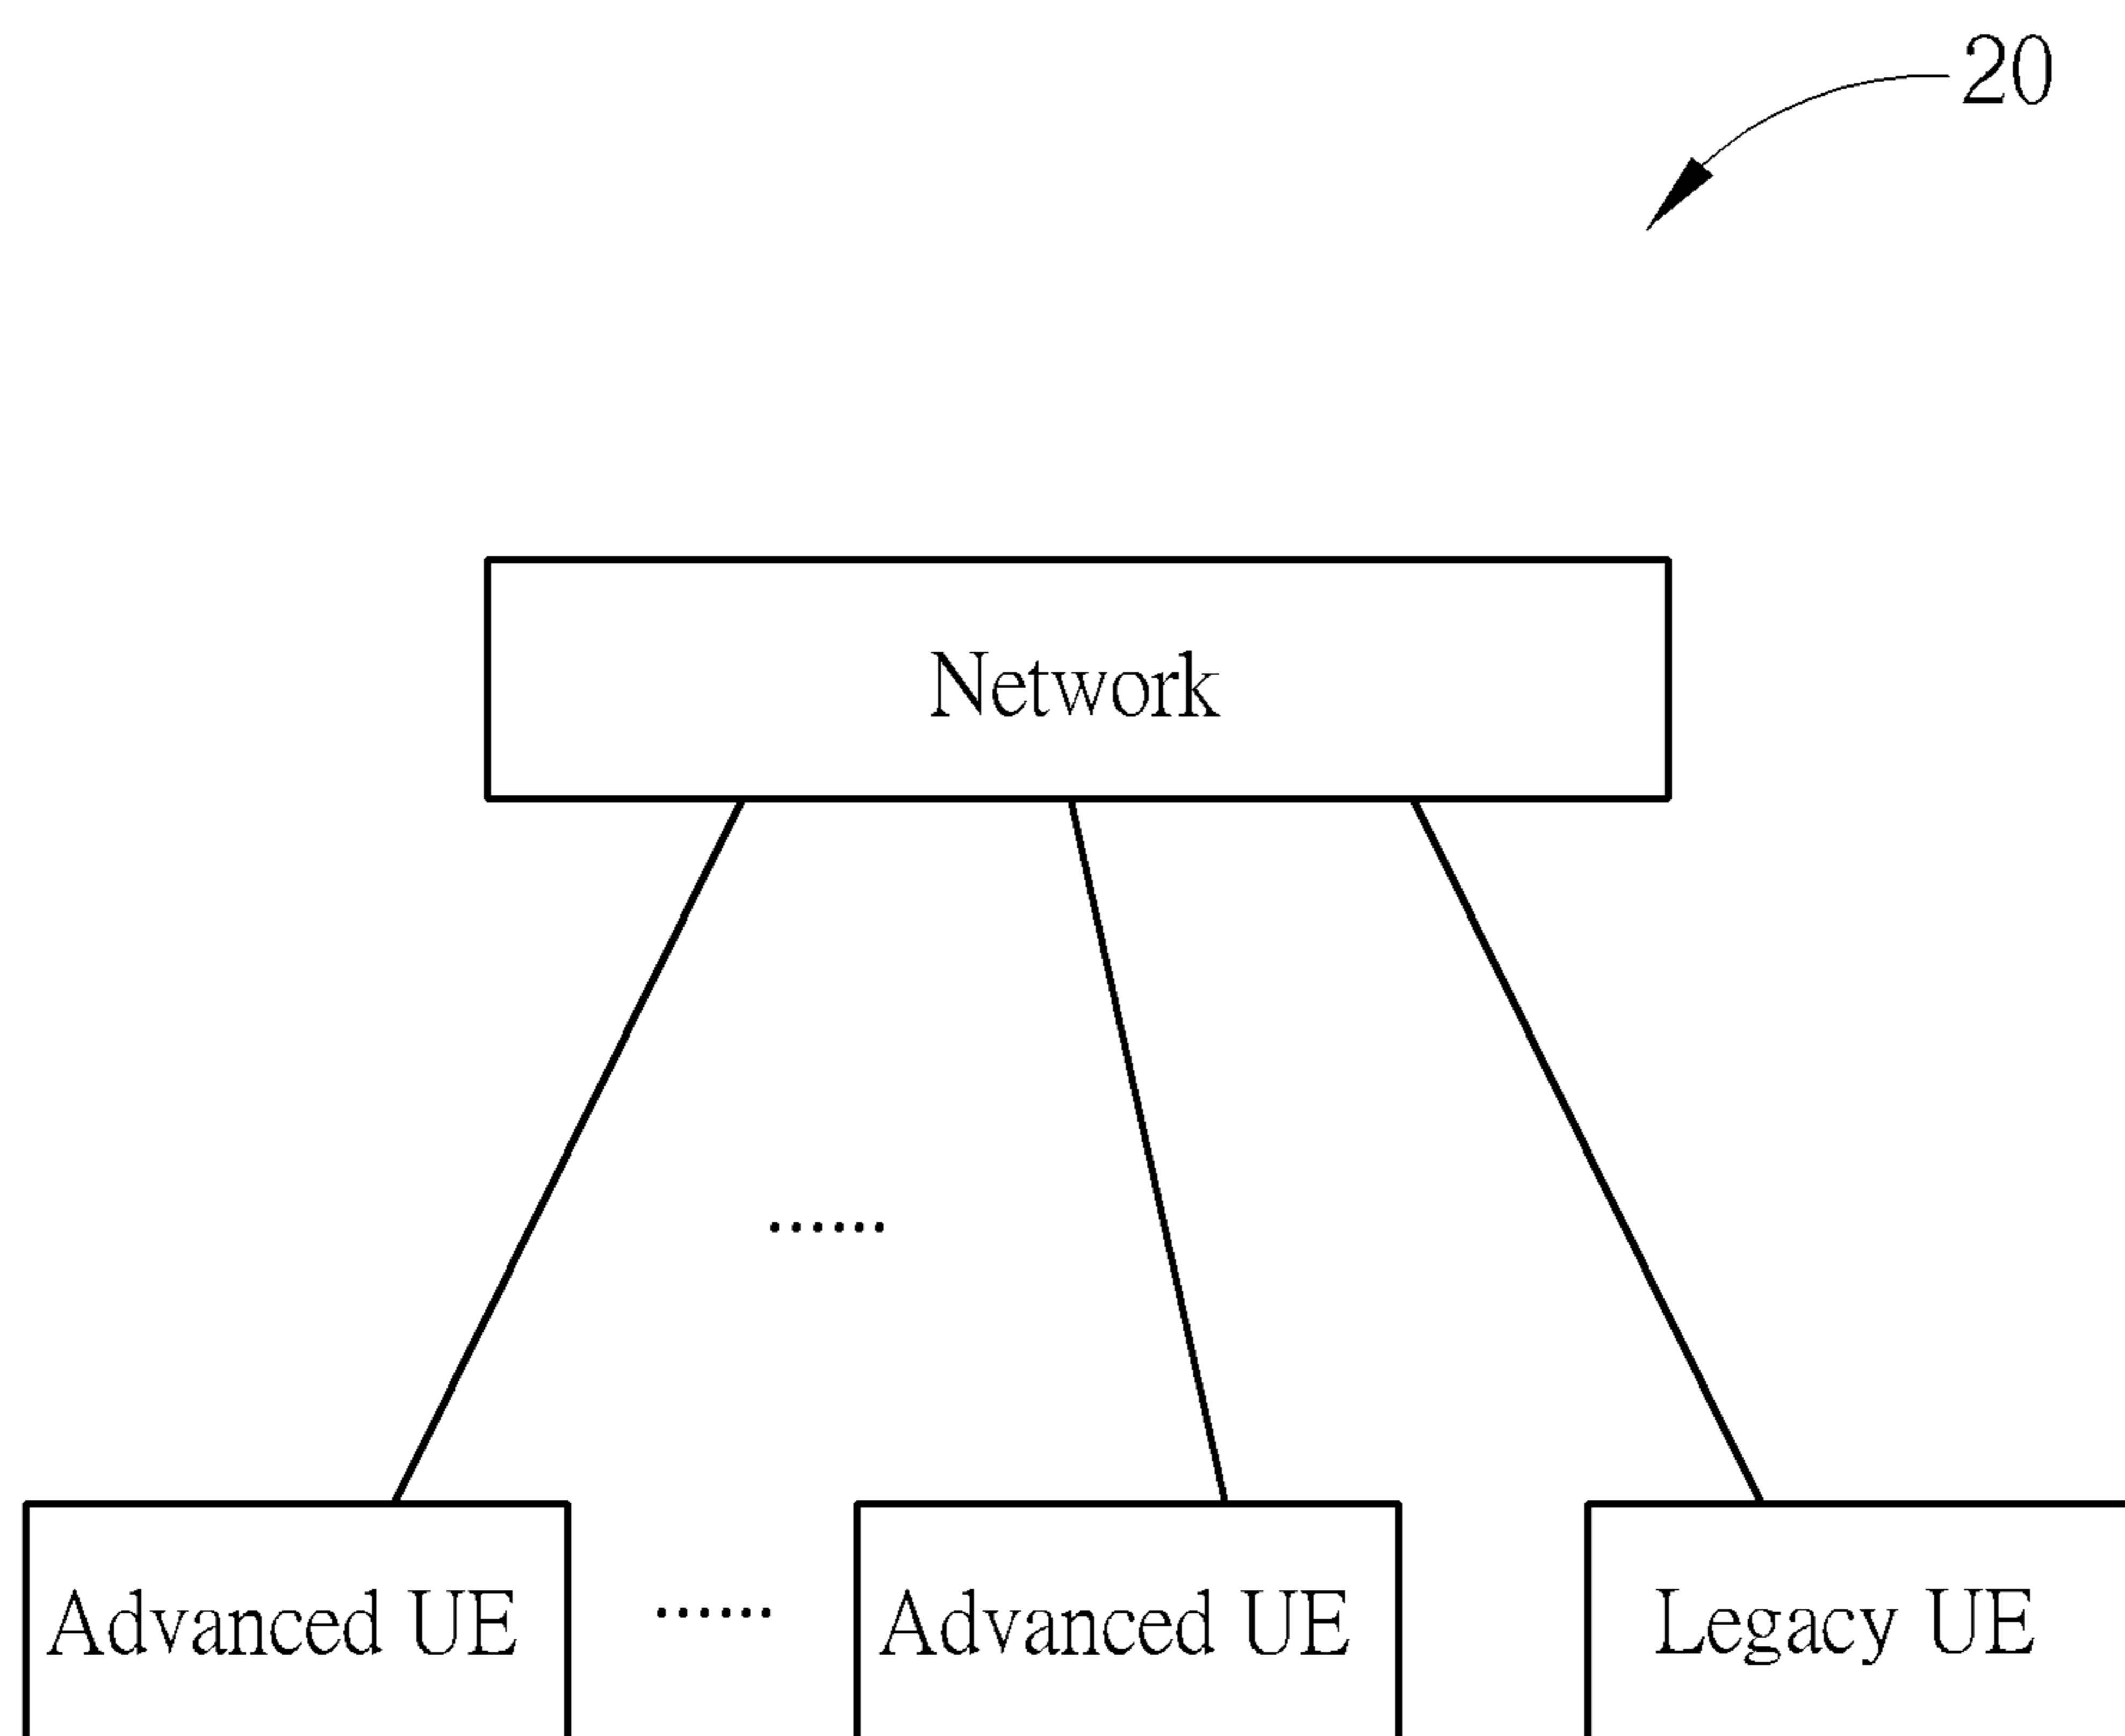 20
Network
......
Advanced UE ...... Advanced UE Legacy UE